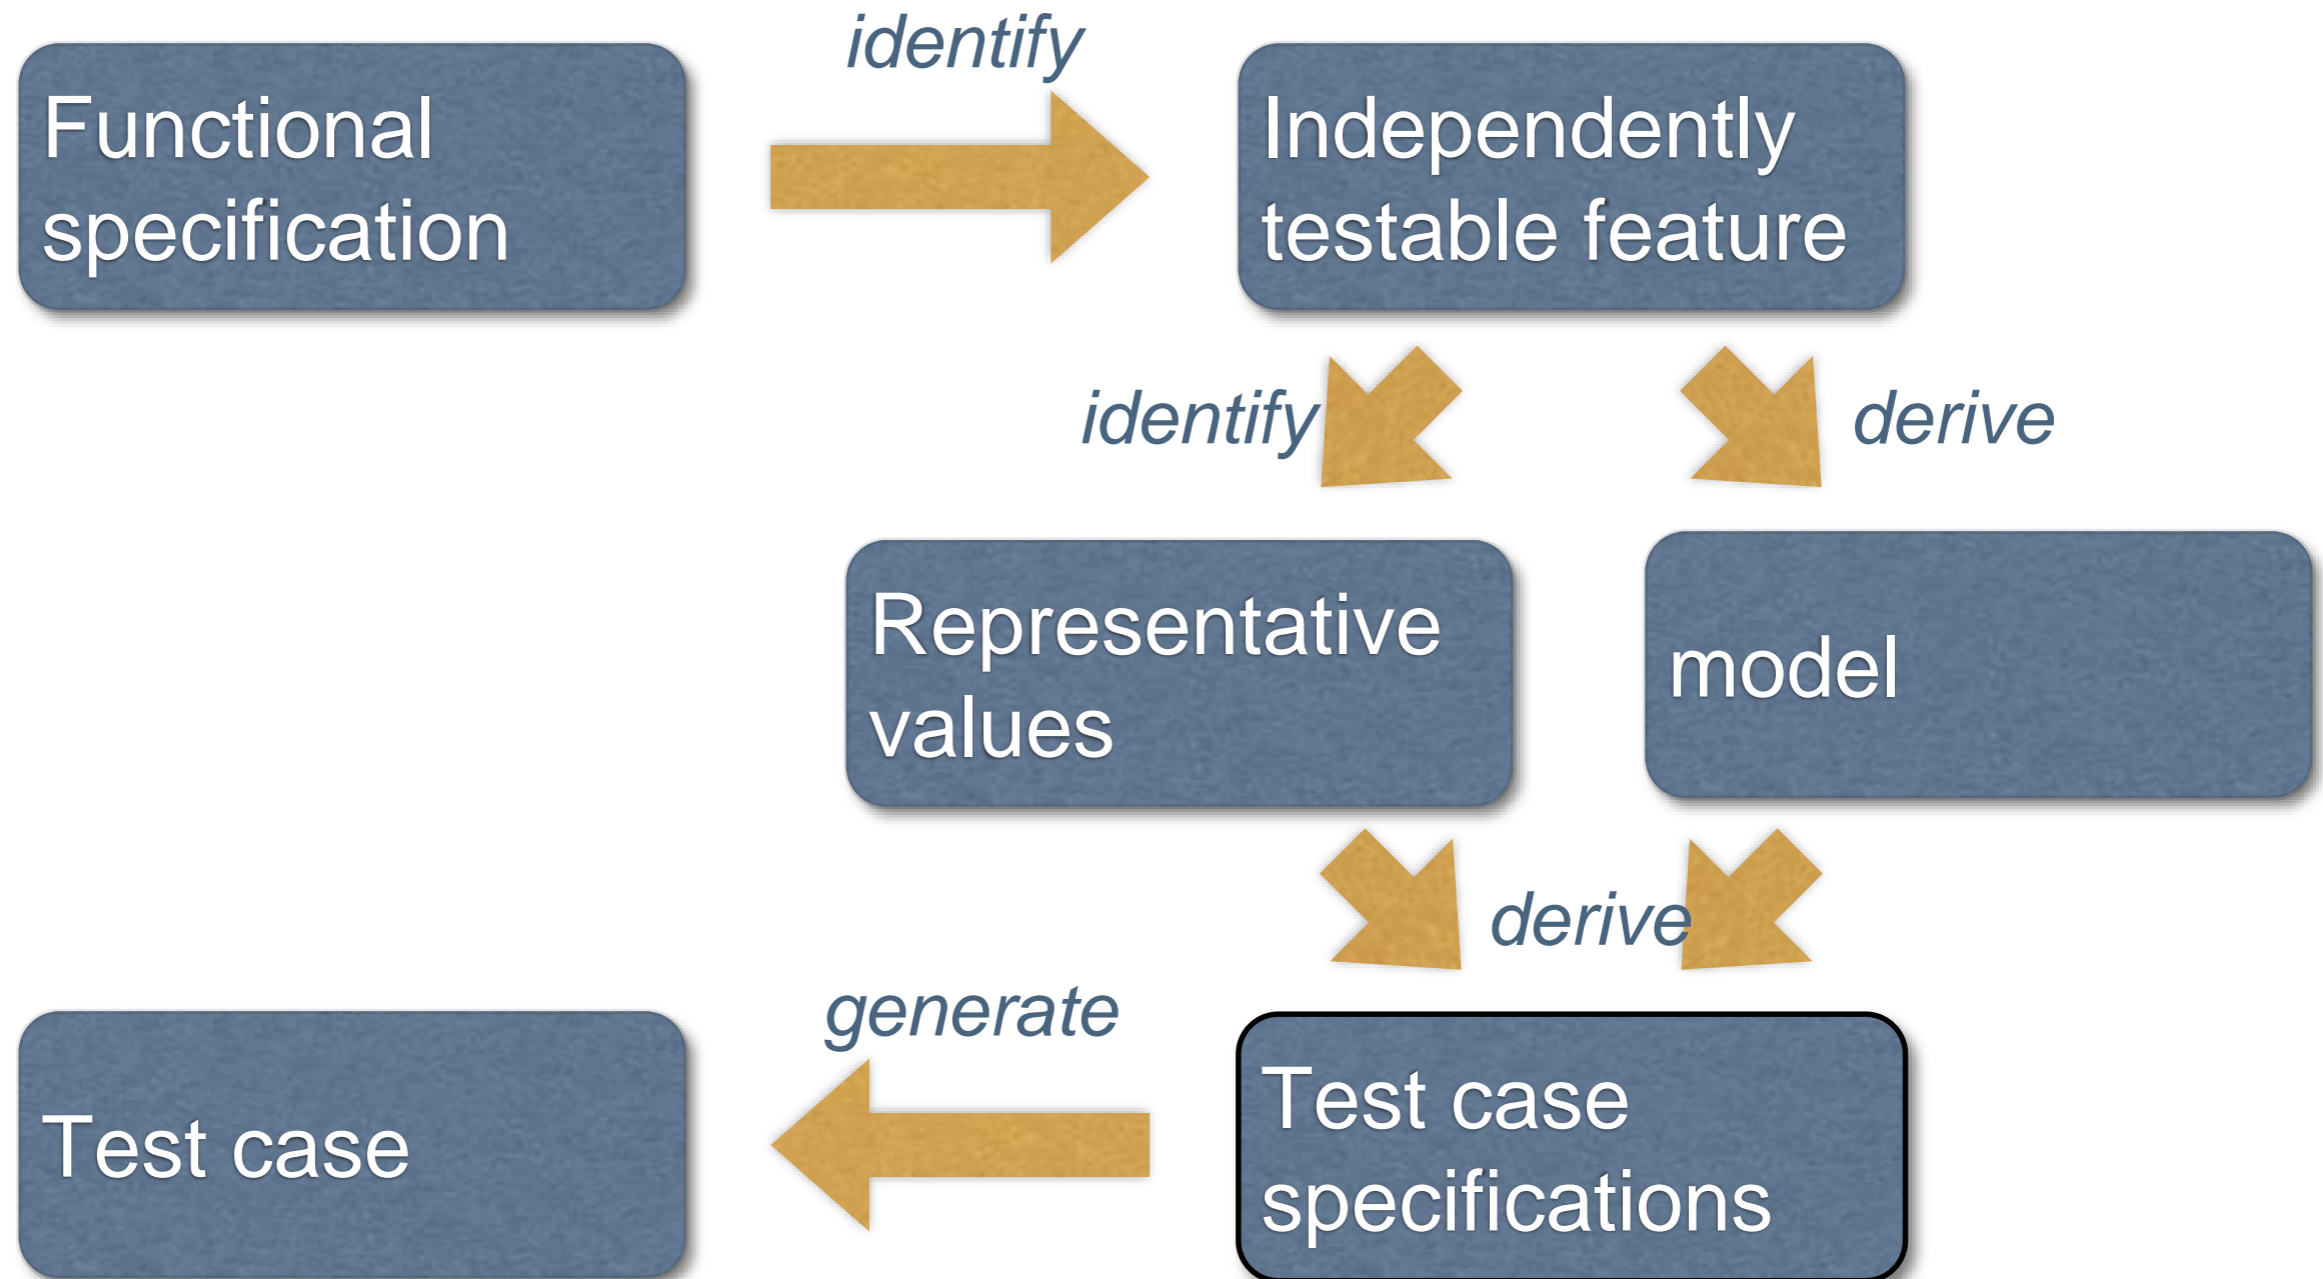 identify
Functional
specification
Independently
testable feature
identify
derive
Representative
values
model
derive
generate
Test case
Test case
specifications